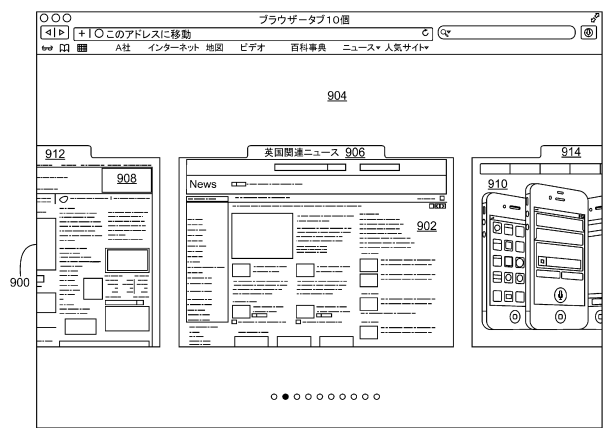 ブラウザータブ10個
+ このアドレスに移動
A社 インターネット 地図 ビデオ 百科事典 ニュース▾ 人気サイト▾
904
912 英国関連ニュース 906 914
908 News 910
902
900